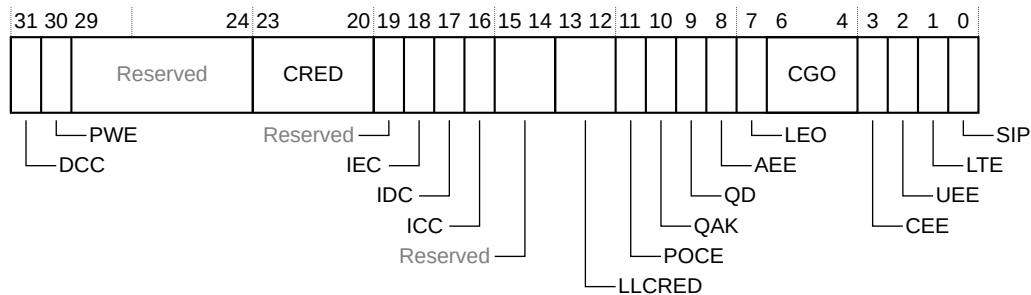 31 30 29 24 23 20 19 18 17 16 15 14 13 12 11 10 9 8 7 6 4 3 2 1 0
Reserved CRED CGO
PWE Reserved LEO SIP
DCC IEC AEE LTE
IDC QD UEE
ICC QAK CEE
Reserved POCE
LLCRED